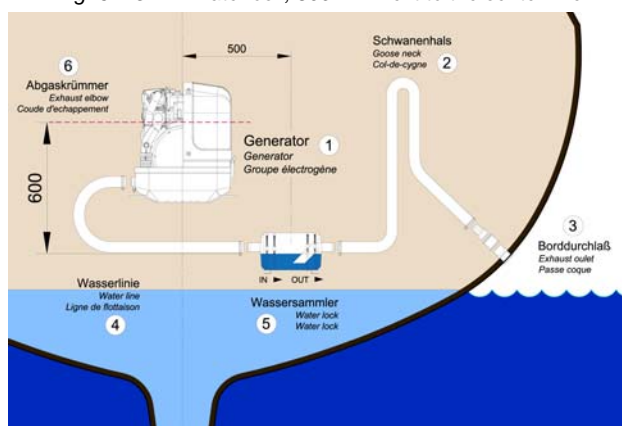 500
Schwanenhals
Goose neck
Col-de-cygne
2
6
Abgaskrümmer
Exhaust elbow
Coude d'echappement
Generator
Generator
Groupe électrogéne
1
600
3
Borddurchlaß
Exhaust oulet
Passe coque
IN OUT
Wasserlinie
Water line
Ligne de flottaison
4
Wassersammler
Water lock
Water lock
5